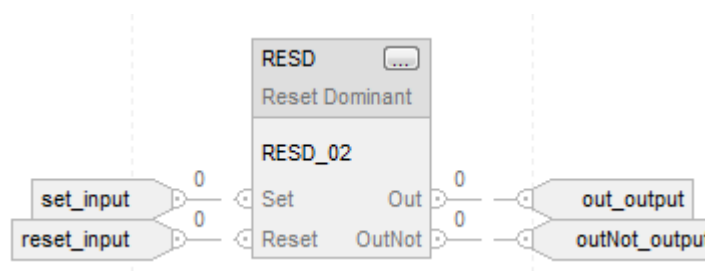 RESD ...
Reset Dominant
RESD_02
0 0
set_input Set Out out_output
0 0
reset_input Reset OutNot outNot_output